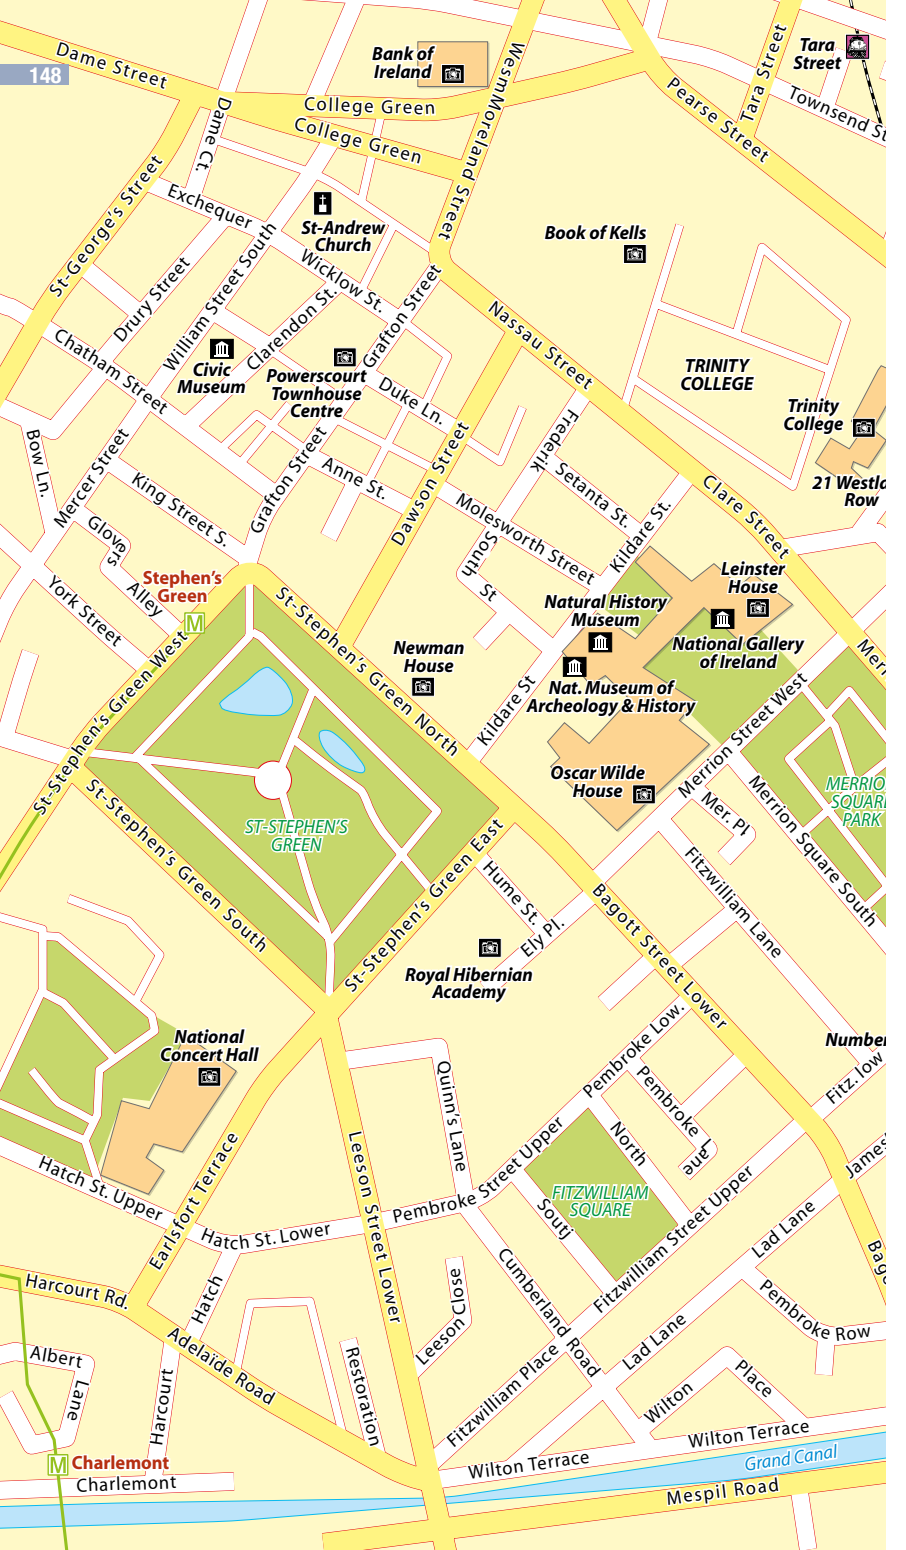 Dame Street
148
Bank of
Ireland
WesmMoreland Street
Tara
Street
Tara Street
Townsend St
Pearse Street
College Green
College Green
Dame Ct.
St-George's Street
Exchequer
St-Andrew
Church
Book of Kells
Wicklow St.
Drury Street
William Street South
Clarendon St.
Grafton Street
Nassau Street
Chatham Street
Civic
Museum
Powerscourt
Townhouse
Centre
Duke Ln.
TRINITY
COLLEGE
Trinity
College
21 Westla
Row
Bow Ln.
Mercer Street
King Street S.
Grafton Street
Anne St.
Dawson Street
Frederik
South
St
Setanta St.
Molesworth Street
Kildare St.
Clare Street
Glovers
Alley
York Street
Stephen's
Green
M
St-Stephen's Green West
St-Stephen's Green North
Newman
House
Natural History
Museum
Leinster
House
National Gallery
of Ireland
Nat. Museum of
Archeology & History
Kildare St
Merri
Merrion Street West
Oscar Wilde
House
Mer. Pl
Merrion Square South
MERRIO
SQUARE
PARK
ST-STEPHEN'S
GREEN
St-Stephen's Green South
St-Stephen's Green East
Hume St.
Ely Pl.
Fitzwilliam Lane
Bagott Street Lower
Royal Hibernian
Academy
National
Concert Hall
Number
Fitz. low
Pembroke Low.
Pembroke Lane
North
Quinn's Lane
Leeson Street Lower
Pembroke Street Upper
FITZWILLIAM
SQUARE
Soutj
Fitzwilliam Street Upper
James
Lad Lane
Bago
Hatch St. Upper
Earlsfort Terrace
Hatch St. Lower
Harcourt Rd.
Hatch
Adelaïde Road
Cumberland Road
Leeson Close
Pembroke Row
Lad Lane
Albert
Lane
Harcourt
Restoration
Fitzwilliam Place
Wilton
Place
Wilton Terrace
Wilton Terrace
M
Charlemont
Charlemont
Grand Canal
Mespil Road